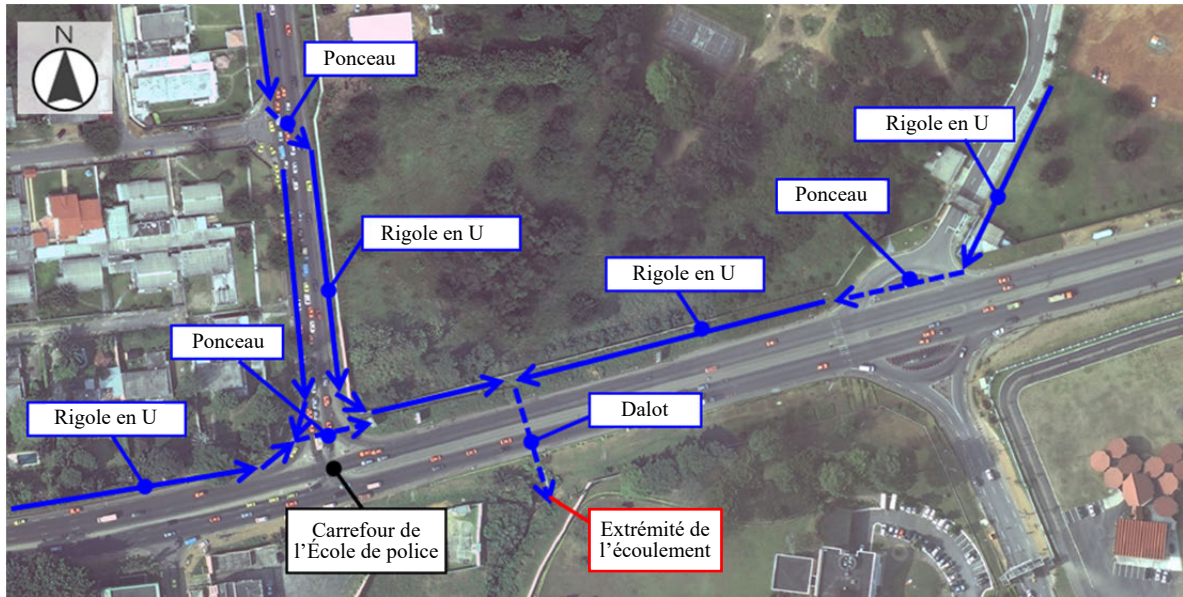 N
Ponceau
Rigole en U
Ponceau
Rigole en U
Rigole en U
Ponceau
Rigole en U
Dalot
Carrefour de
l’École de police
Extrémité de
l’écoulement